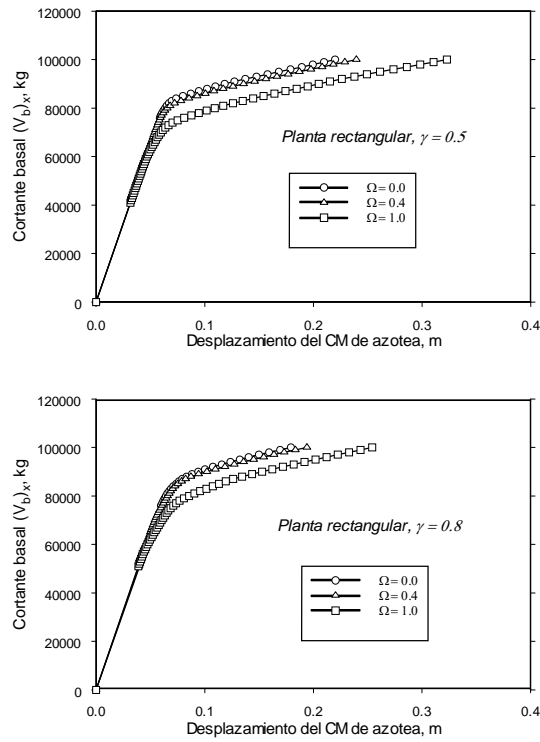 120000
100000
80000
60000
40000
20000
0
Cortante basal (V_b)_x, kg
Planta rectangular, γ = 0.5
Ω = 0.0
Ω = 0.4
Ω = 1.0
0.0 0.1 0.2 0.3 0.4
Desplazamiento del CM de azotea, m
120000
100000
80000
60000
40000
20000
0
Cortante basal (V_b)_x, kg
Planta rectangular, γ = 0.8
Ω = 0.0
Ω = 0.4
Ω = 1.0
0.0 0.1 0.2 0.3 0.4
Desplazamiento del CM de azotea, m